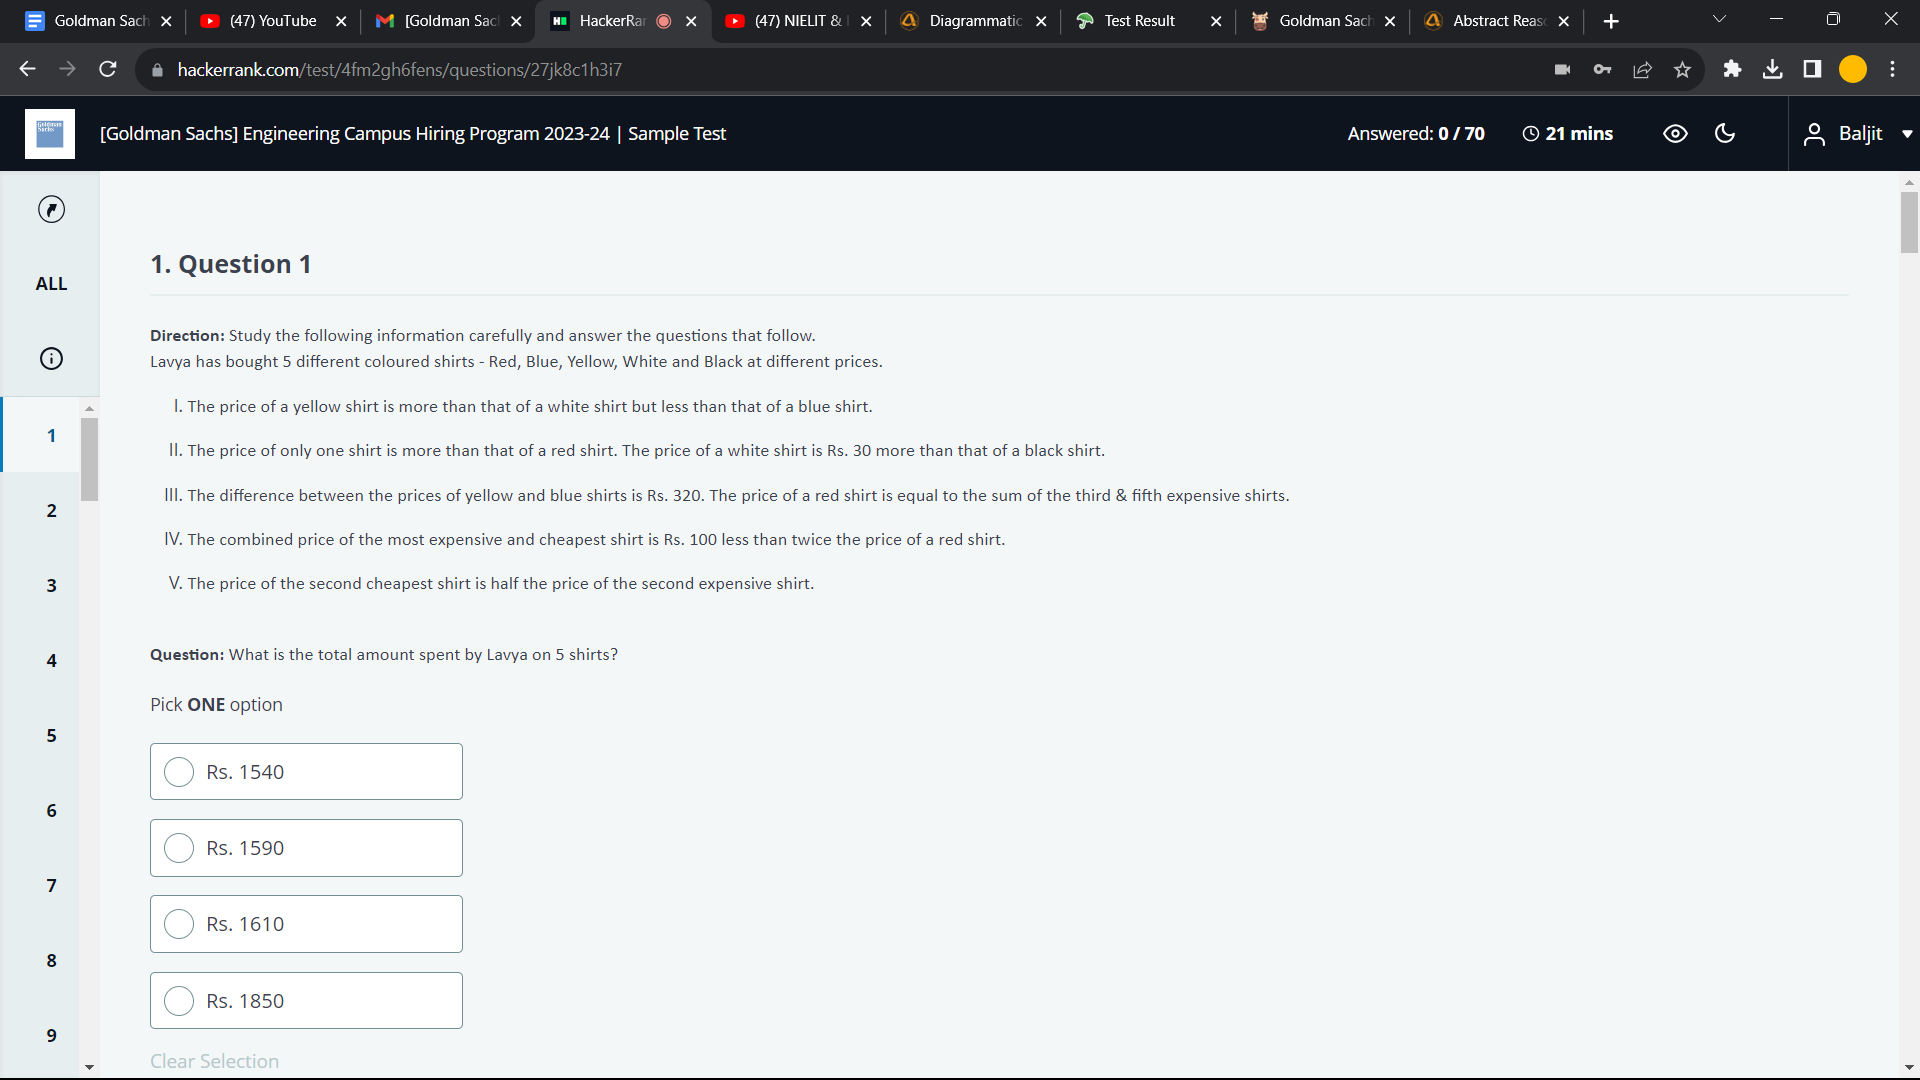 Goldman Sach
(47) YouTube
[Goldman Sac
HackerRar
(47) NIELIT &
Diagrammatic
Test Result
Goldman Sach
Abstract Reas
hackerrank.com/test/4fm2gh6fens/questions/27jk8c1h3i7
Goldman Sachs
[Goldman Sachs] Engineering Campus Hiring Program 2023-24 | Sample Test
Answered: 0 / 70
21 mins
Baljit
ALL
1
2
3
4
5
6
7
8
9
1. Question 1
Direction: Study the following information carefully and answer the questions that follow.
Lavya has bought 5 different coloured shirts - Red, Blue, Yellow, White and Black at different prices.
I. The price of a yellow shirt is more than that of a white shirt but less than that of a blue shirt.
II. The price of only one shirt is more than that of a red shirt. The price of a white shirt is Rs. 30 more than that of a black shirt.
III. The difference between the prices of yellow and blue shirts is Rs. 320. The price of a red shirt is equal to the sum of the third & fifth expensive shirts.
IV. The combined price of the most expensive and cheapest shirt is Rs. 100 less than twice the price of a red shirt.
V. The price of the second cheapest shirt is half the price of the second expensive shirt.
Question: What is the total amount spent by Lavya on 5 shirts?
Pick ONE option
Rs. 1540
Rs. 1590
Rs. 1610
Rs. 1850
Clear Selection